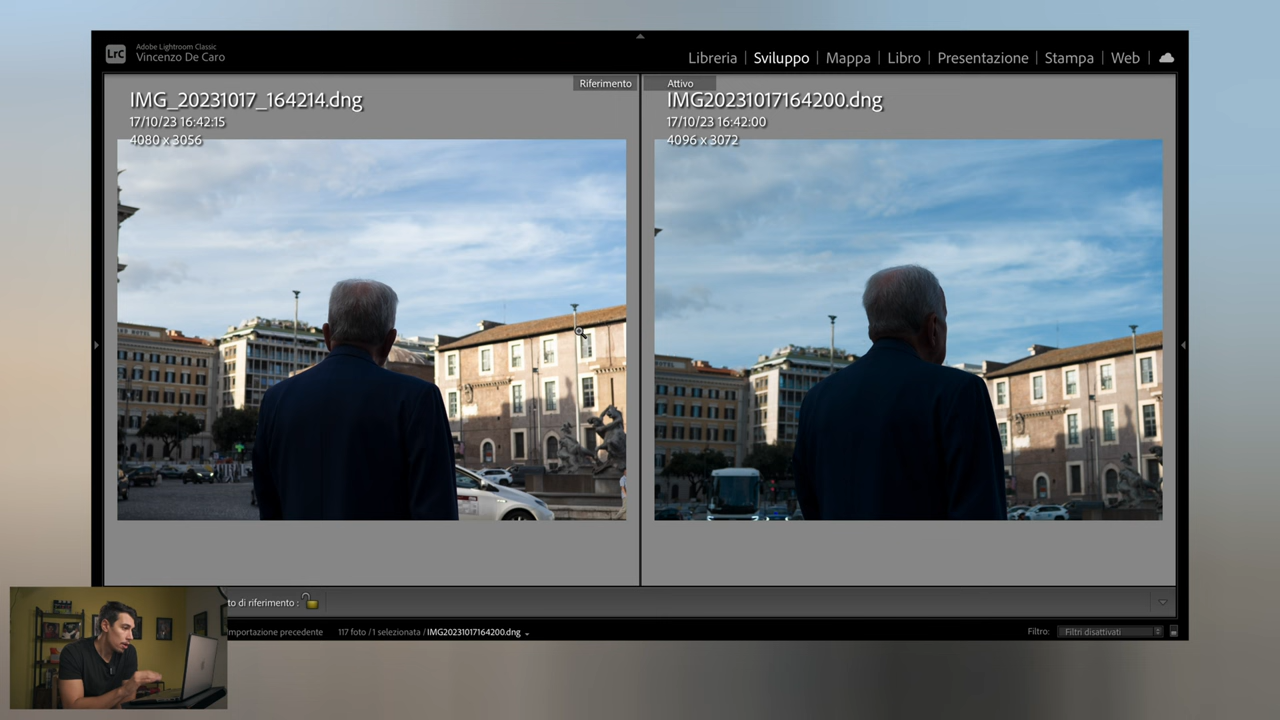 LrC
Adobe Lightroom Classic
Vincenzo De Caro
Libreria | Sviluppo | Mappa | Libro | Presentazione | Stampa | Web
Riferimento
IMG_20231017_164214.dng
17/10/23 16:42:15
4080 x 3056
Attivo
IMG20231017164200.dng
17/10/23 16:42:00
4096 x 3072
to di riferimento :
Importazione precedente 117 foto / 1 selezionata / IMG20231017164200.dng
Filtro: Filtri disattivati